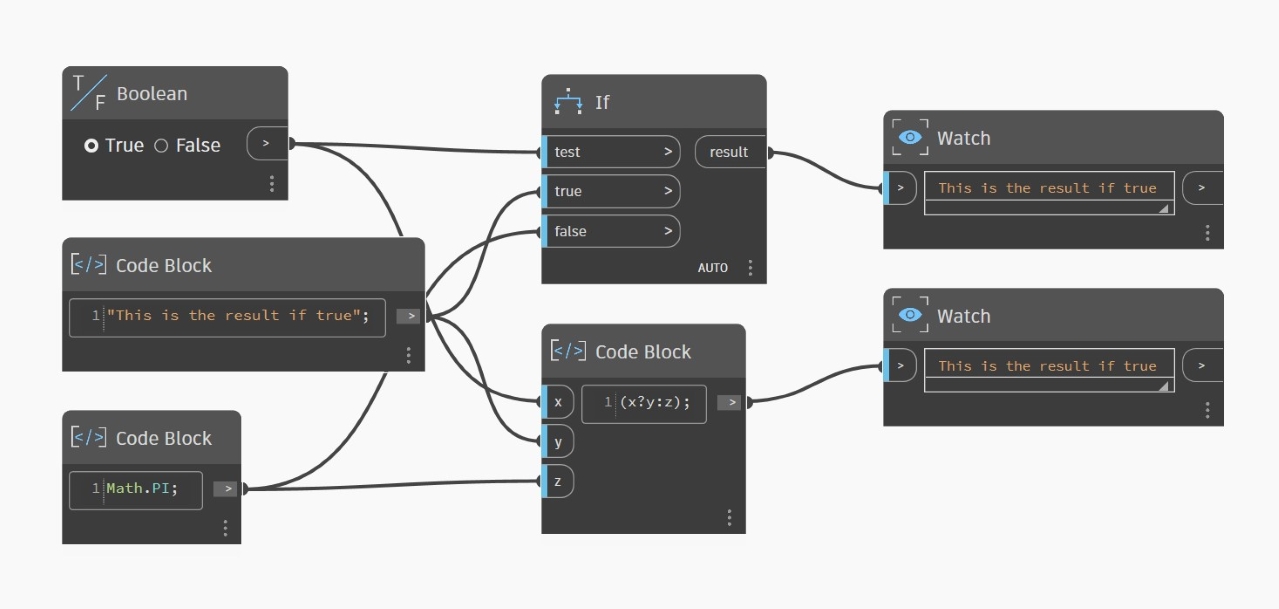 T/F Boolean
True False >
Code Block
1 "This is the result if true"; >
Code Block
1 Math.PI; >
If
test > result
true >
false >
AUTO
Code Block
x 1 (x?y:z); >
y
z
Watch
> This is the result if true >
Watch
> This is the result if true >